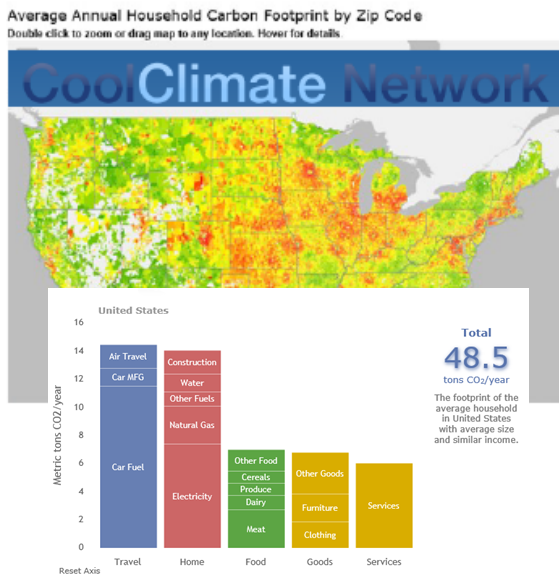 Average Annual Household Carbon Footprint by Zip Code
Double click to zoom or drag map to any location. Hover for details.
CoolClimate Network
United States
Metric tons CO2/year
16
14
12
10
8
6
4
2
0
Air Travel
Car MFG
Car Fuel
Construction
Water
Other Fuels
Natural Gas
Electricity
Other Food
Cereals
Produce
Dairy
Meat
Other Goods
Furniture
Clothing
Services
Travel
Home
Food
Goods
Services
Reset Axis
Total
48.5
tons CO₂/year
The footprint of the
average household
in United States
with average size
and similar income.